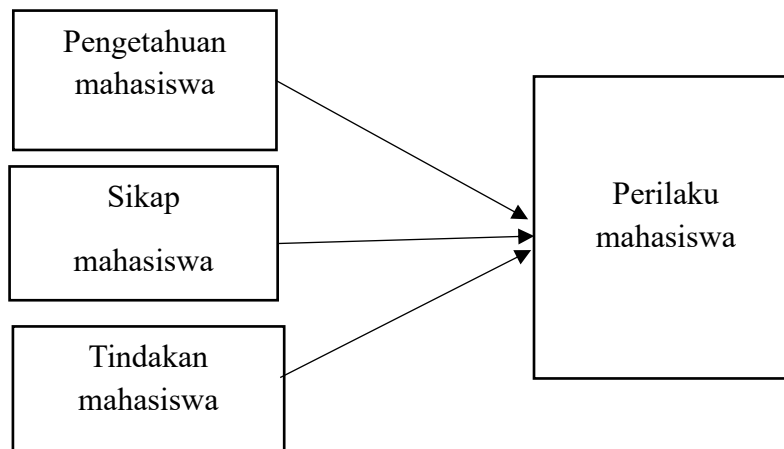 Pengetahuan
mahasiswa
Sikap
mahasiswa
Tindakan
mahasiswa
Perilaku
mahasiswa